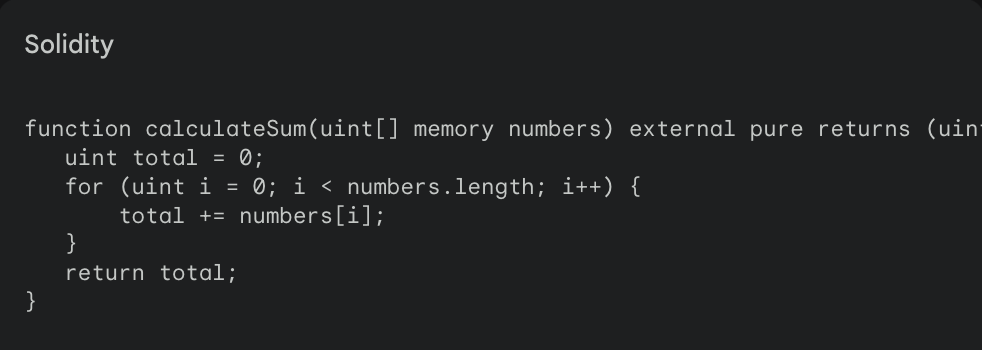 Solidity
function calculateSum(uint[] memory numbers) external pure returns (uin
uint total = 0;
for (uint i = 0; i < numbers.length; i++) {
total += numbers[i];
}
return total;
}